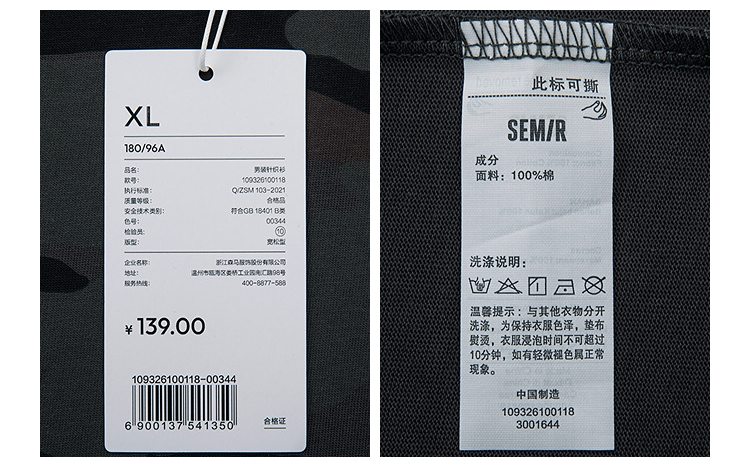 XL
180/96A
品名: 男装针织衫
款号: 109326100118
执行标准: Q/ZSM 103-2021
质量等级: 合格品
安全技术类别: 符合GB 18401 B类
色号: 00344
检验员: 10
版型: 宽松型
企业名称: 浙江森马服饰股份有限公司
地址: 温州市瓯海区娄桥工业园南汇路98号
服务热线: 400-8877-588
¥ 139.00
109326100118-00344
6 900137 541350
合格证
此标可撕
SEM/R
成分
面料: 100%棉
洗涤说明:
温馨提示: 与其他衣物分开
洗涤, 为保持衣服色泽, 垫布
熨烫, 衣服浸泡时间不可超过
10分钟, 如有轻微褪色属正常
现象。
中国制造
109326100118
3001644